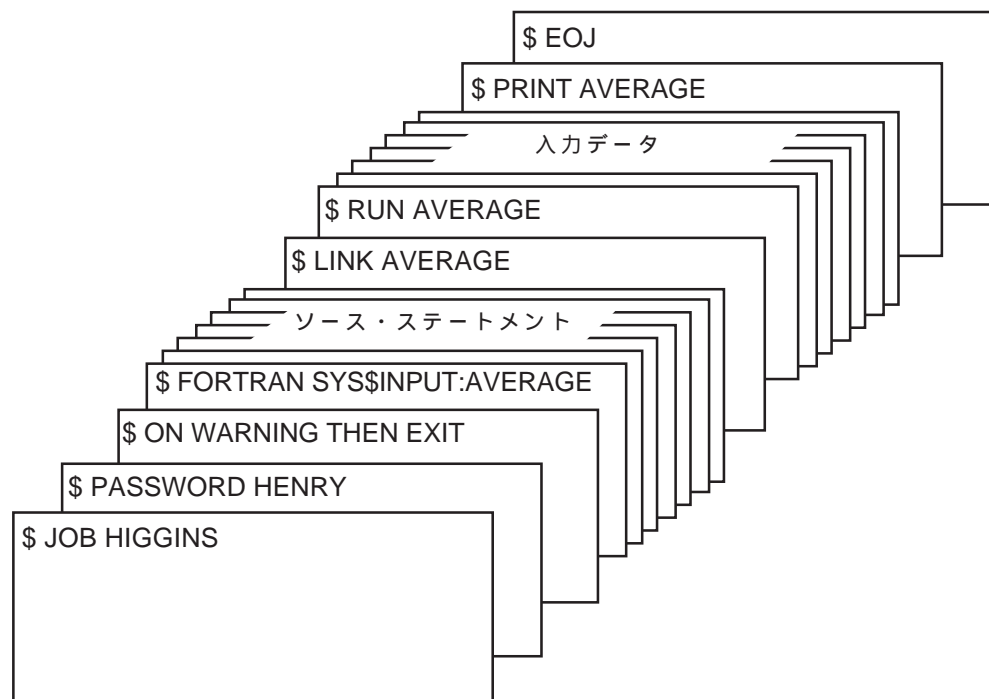 $ EOJ
$ PRINT AVERAGE
入力データ
$ RUN AVERAGE
$ LINK AVERAGE
ソース・ステートメント
$ FORTRAN SYS$INPUT:AVERAGE
$ ON WARNING THEN EXIT
$ PASSWORD HENRY
$ JOB HIGGINS